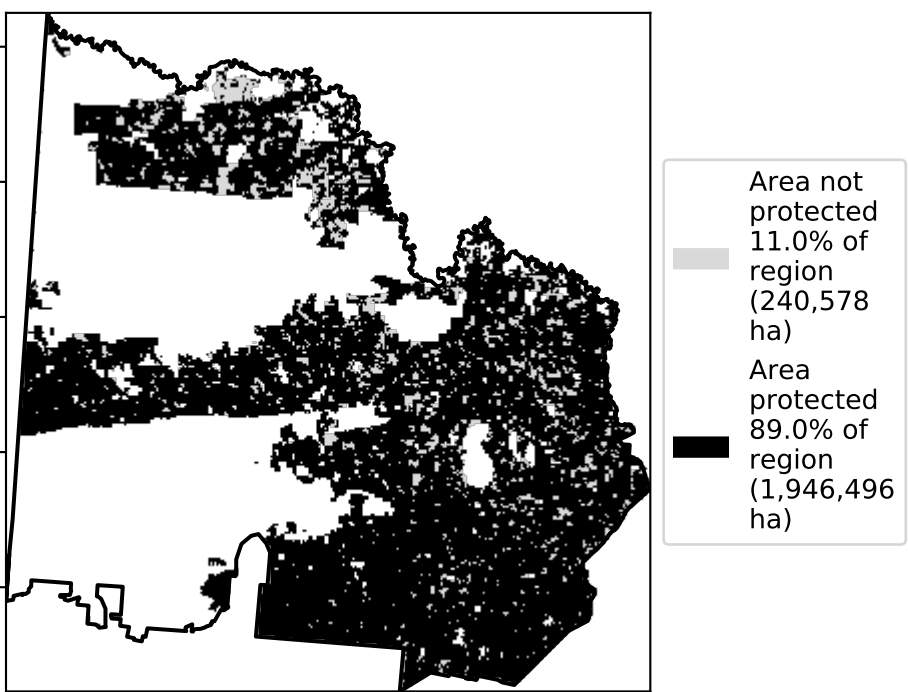 Area not
protected
11.0% of
region
(240,578
ha)
Area
protected
89.0% of
region
(1,946,496
ha)